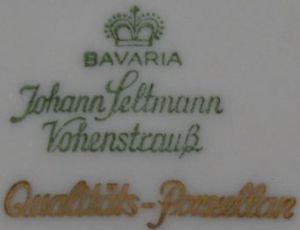 BAVARIA
Johann Seltmann
Vohenstrauß
Qualitäts-Porzellan